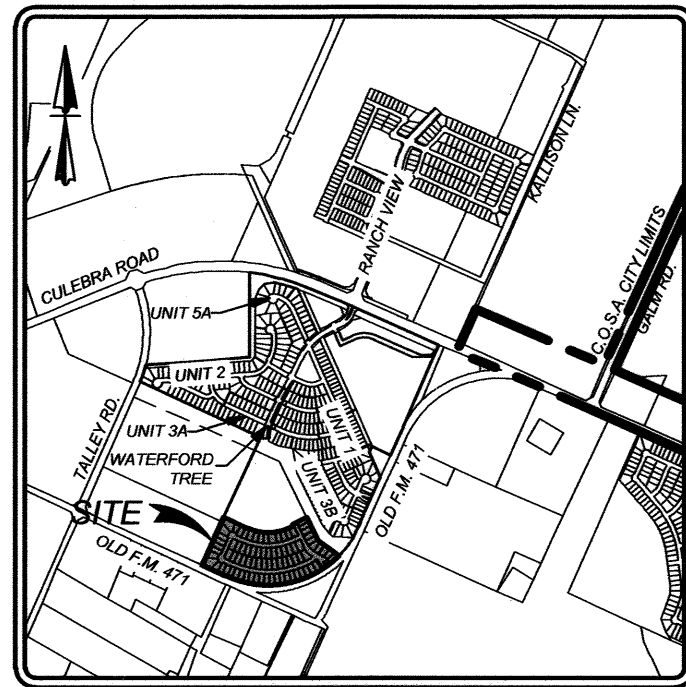 KALLISON LN.
RANCH VIEW
C.O.S.A. CITY LIMITS
GALM RD.
CULEBRA ROAD
UNIT 5A
UNIT 2
UNIT 1
TALLEY RD.
UNIT 3A
WATERFORD
TREE
UNIT 3B
OLD F.M. 471
SITE
OLD F.M. 471